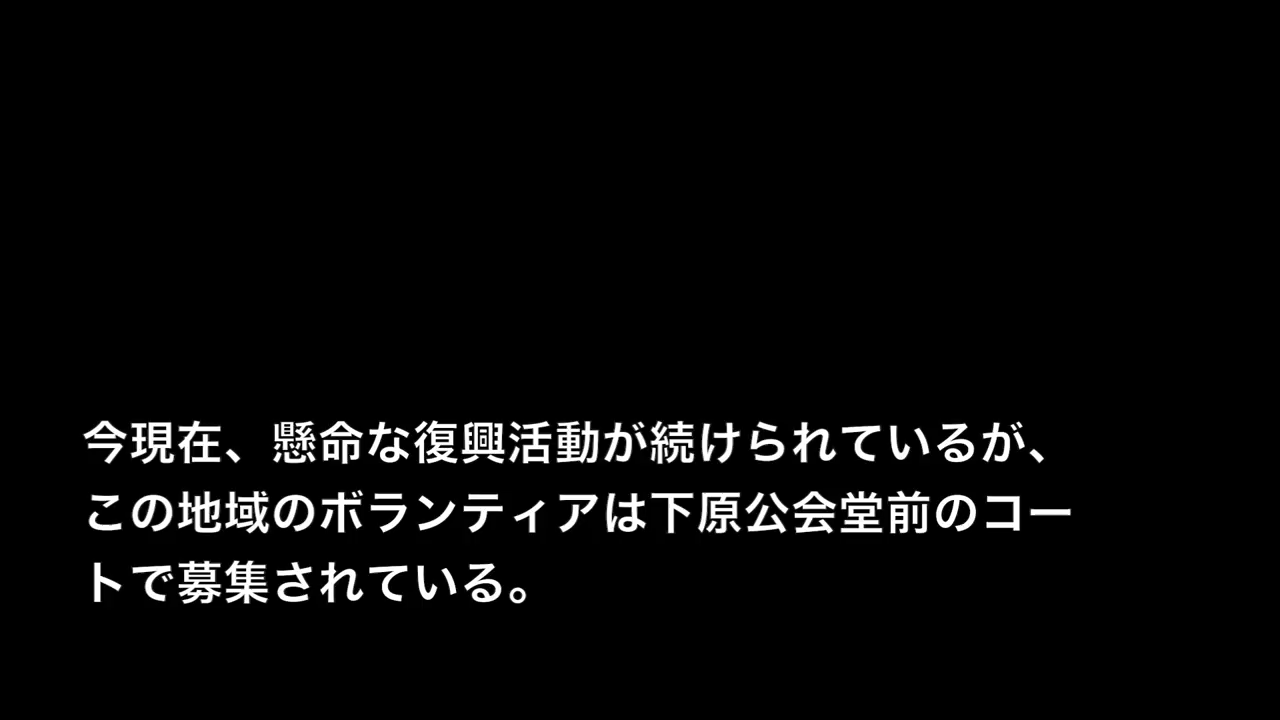 今現在、懸命な復興活動が続けられているが、
この地域のボランティアは下原公会堂前のコー
トで募集されている。